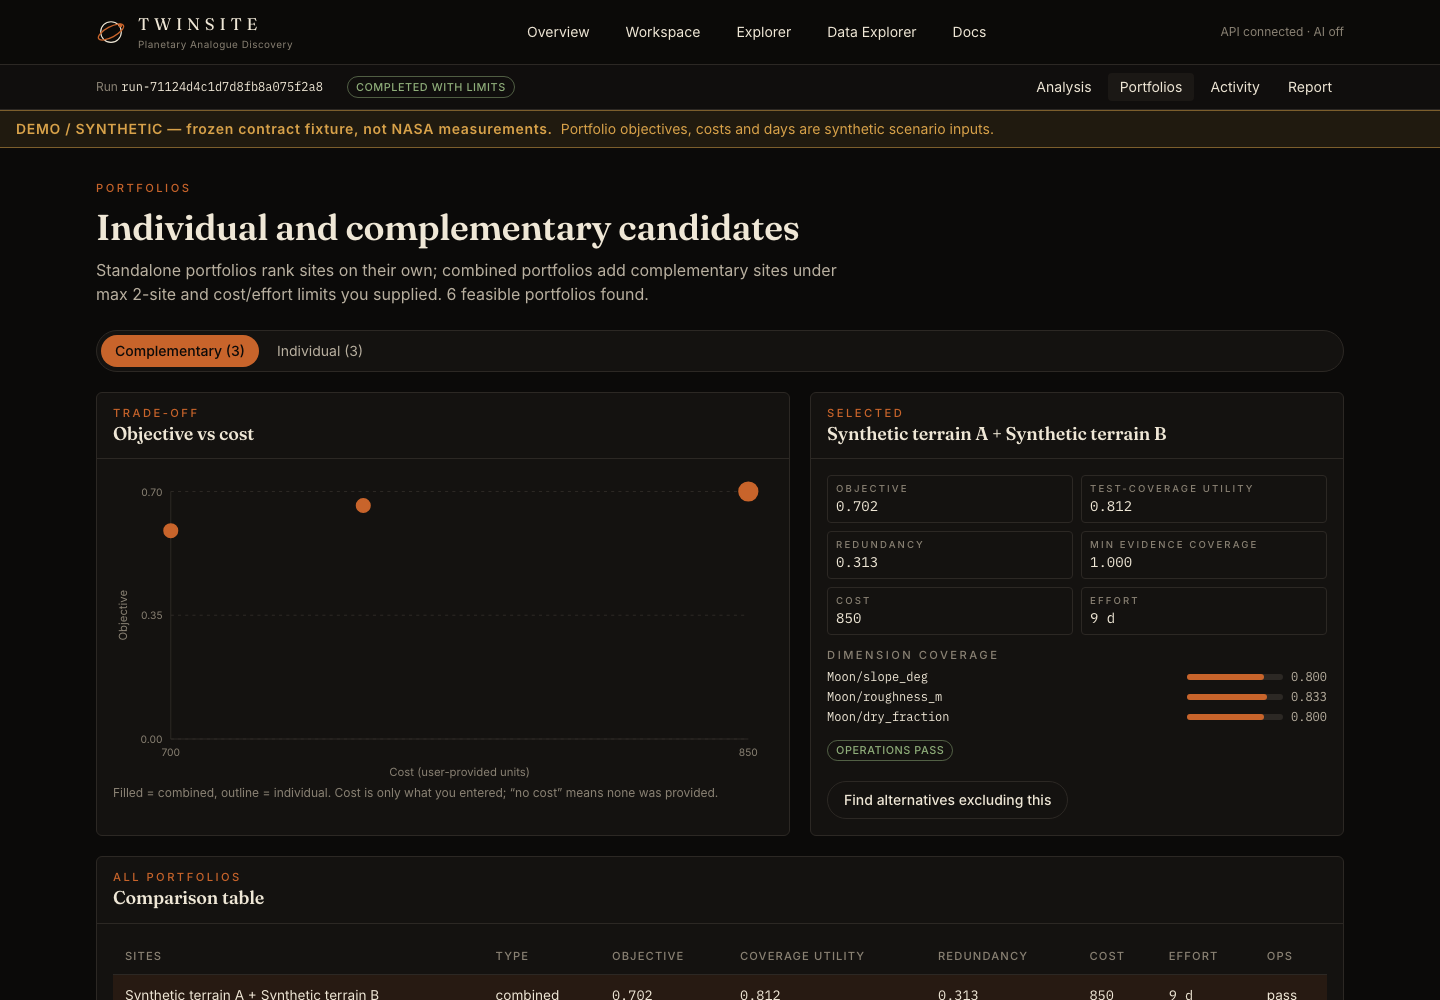 TWINSITE
Planetary Analogue Discovery
Overview Workspace Explorer Data Explorer Docs
API connected · AI off
Run run-71124d4c1d7d8fb8a075f2a8 COMPLETED WITH LIMITS
Analysis Portfolios Activity Report
DEMO / SYNTHETIC — frozen contract fixture, not NASA measurements. Portfolio objectives, costs and days are synthetic scenario inputs.
PORTFOLIOS
Individual and complementary candidates
Standalone portfolios rank sites on their own; combined portfolios add complementary sites under
max 2-site and cost/effort limits you supplied. 6 feasible portfolios found.
Complementary (3) Individual (3)
TRADE-OFF
Objective vs cost
0.70
0.35
0.00
Objective
700 850
Cost (user-provided units)
Filled = combined, outline = individual. Cost is only what you entered; “no cost” means none was provided.
SELECTED
Synthetic terrain A + Synthetic terrain B
OBJECTIVE
0.702
TEST-COVERAGE UTILITY
0.812
REDUNDANCY
0.313
MIN EVIDENCE COVERAGE
1.000
COST
850
EFFORT
9 d
DIMENSION COVERAGE
Moon/slope_deg 0.800
Moon/roughness_m 0.833
Moon/dry_fraction 0.800
OPERATIONS PASS
Find alternatives excluding this
ALL PORTFOLIOS
Comparison table
SITES TYPE OBJECTIVE COVERAGE UTILITY REDUNDANCY COST EFFORT OPS
Synthetic terrain A + Synthetic terrain B combined 0.702 0.812 0.313 850 9 d pass